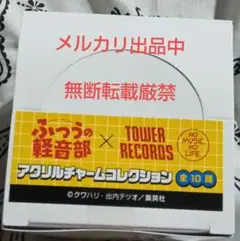 メルカリ出品中
無断転載厳禁
ふつうの
軽音部
×
TOWER
RECORDS
NO
MUSIC,
NO
LIFE.
アクリルチャームコレクション 全10種
©クワハリ・出内テツオ／集英社